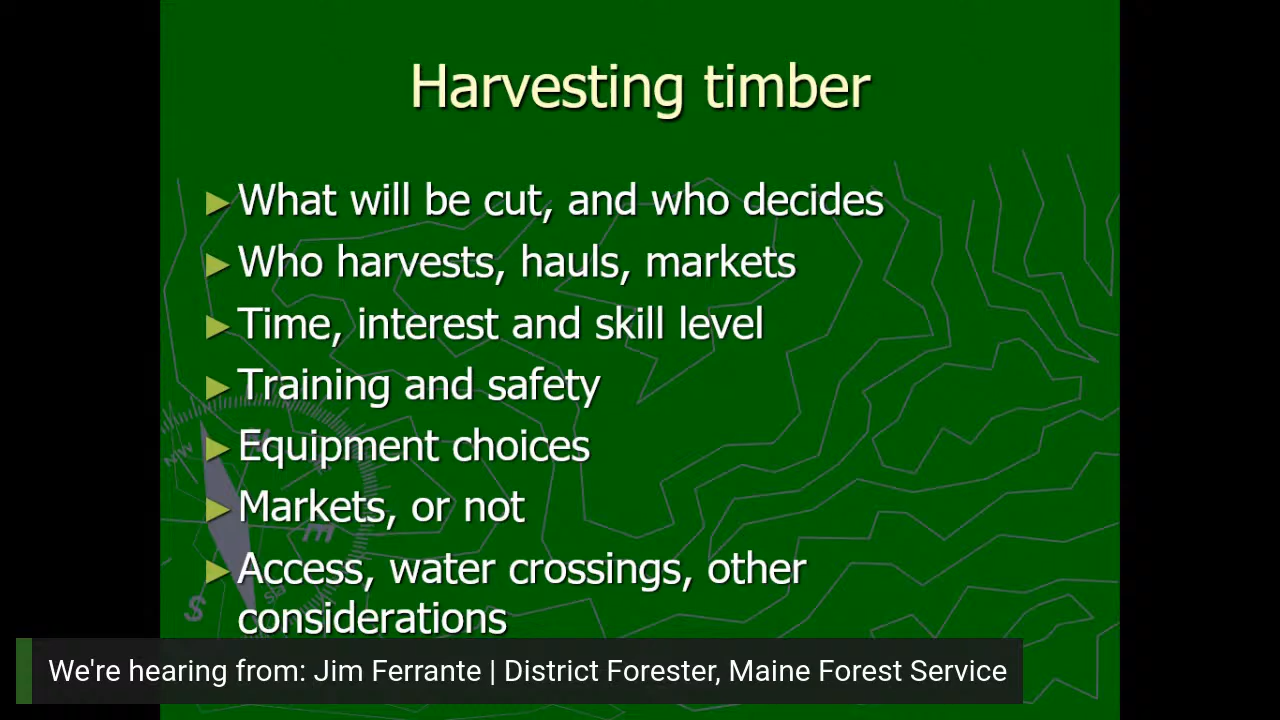 Harvesting timber
What will be cut, and who decides
Who harvests, hauls, markets
Time, interest and skill level
Training and safety
Equipment choices
Markets, or not
Access, water crossings, other
considerations
NW
E
SE
S
We're hearing from: Jim Ferrante | District Forester, Maine Forest Service